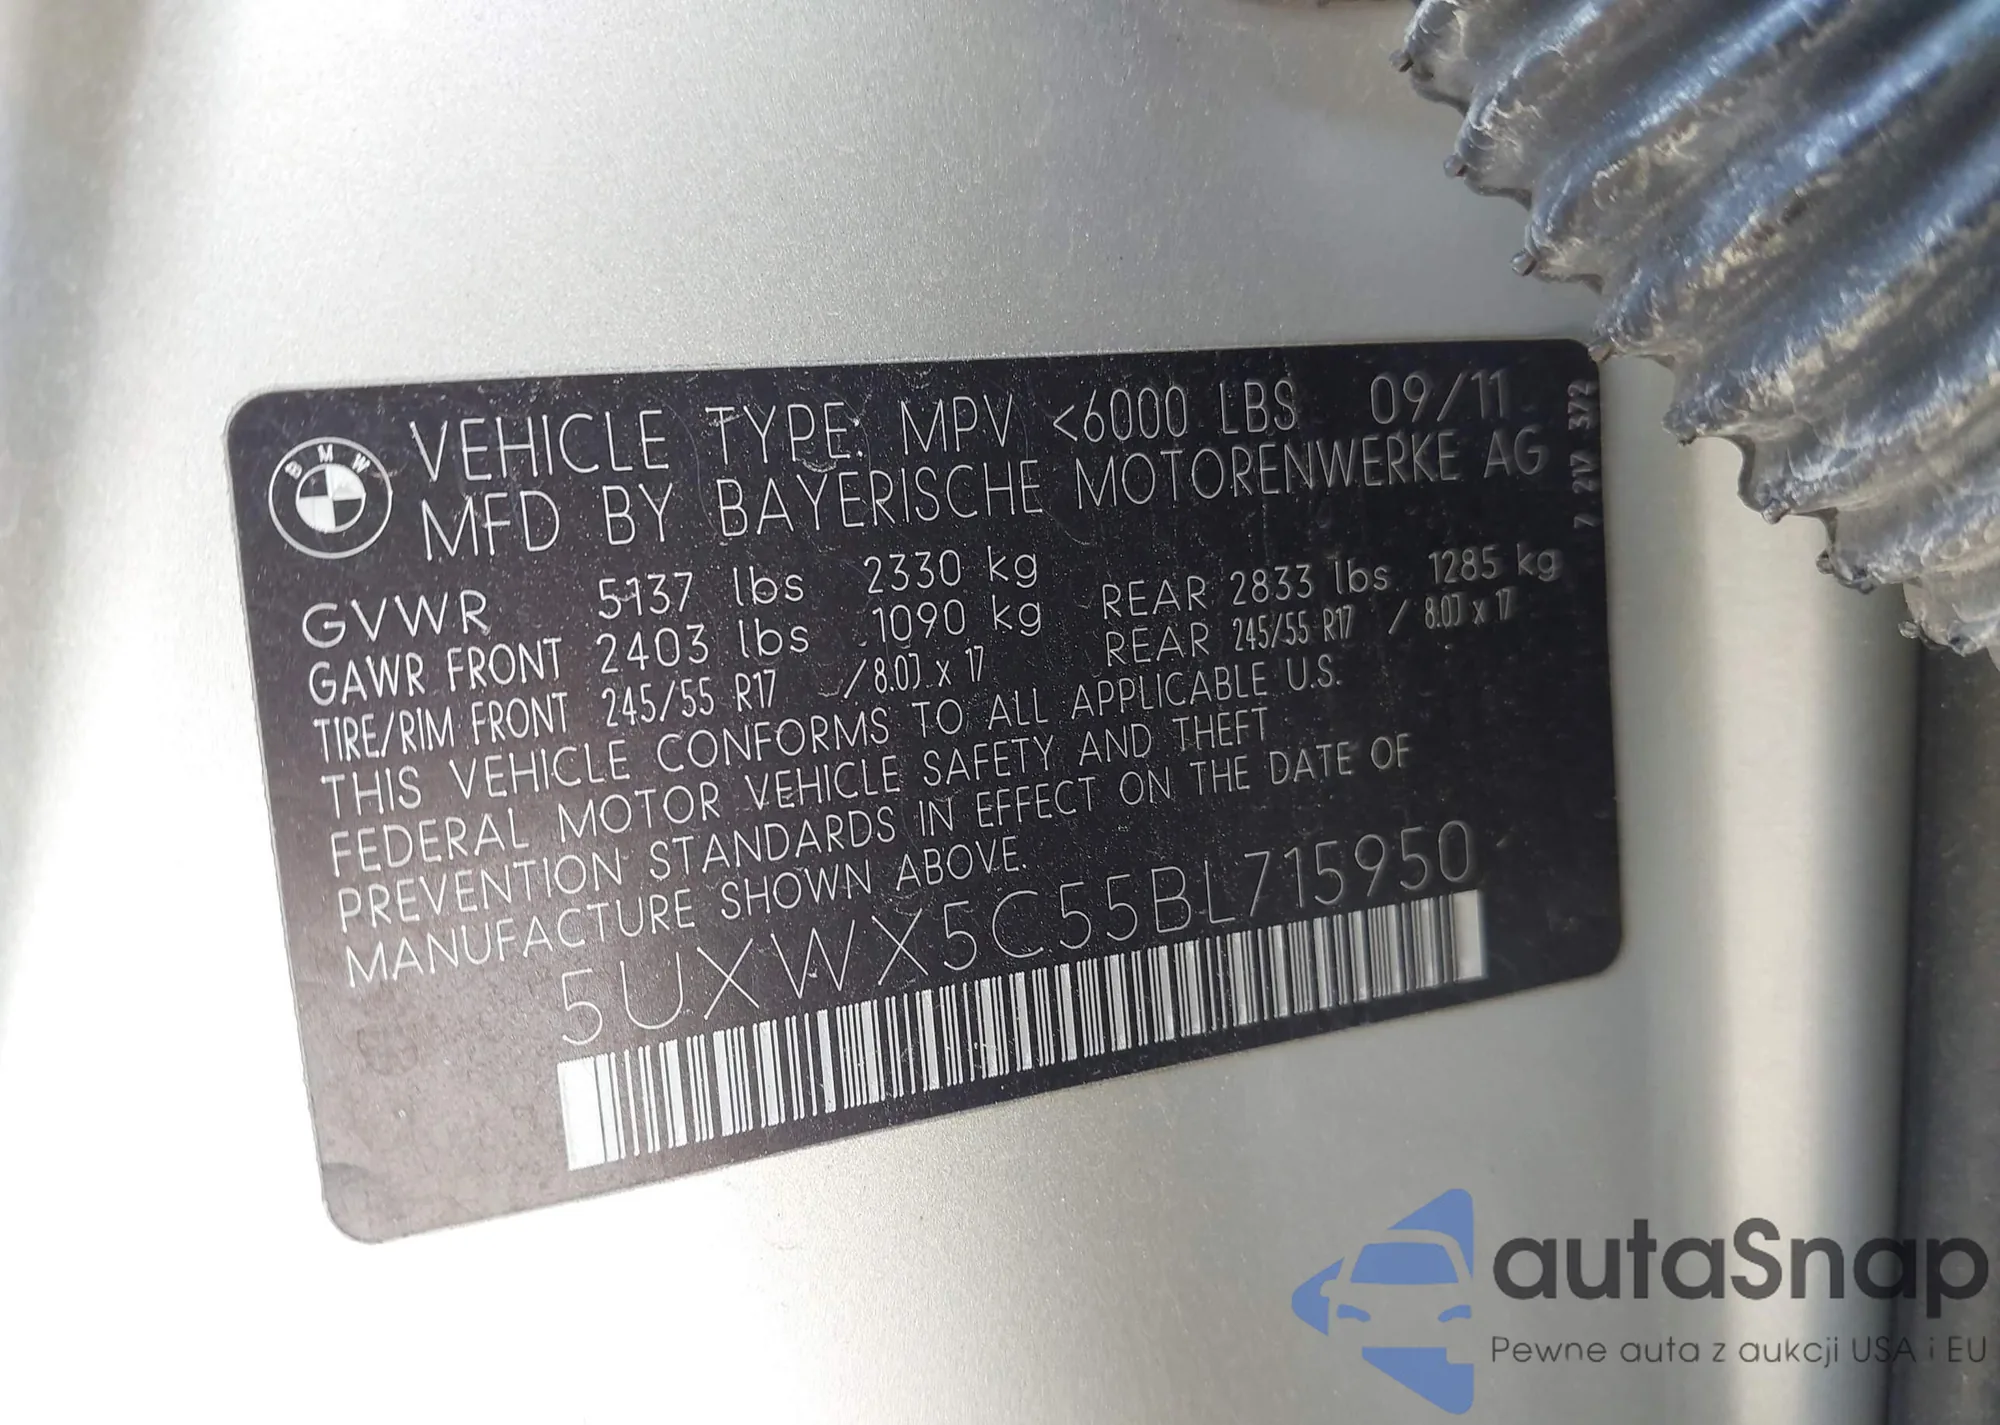 BMW
VEHICLE TYPE: MPV <6000 LBS 09/11
MFD BY BAYERISCHE MOTORENWERKE AG
7 217 372
GVWR 5137 lbs 2330 kg
GAWR FRONT 2403 lbs 1090 kg REAR 2833 lbs 1285 kg
TIRE/RIM FRONT 245/55 R17 /8.0J x 17 REAR 245/55 R17 / 8.0J x 17
THIS VEHICLE CONFORMS TO ALL APPLICABLE U.S.
FEDERAL MOTOR VEHICLE SAFETY AND THEFT
PREVENTION STANDARDS IN EFFECT ON THE DATE OF
MANUFACTURE SHOWN ABOVE.
5UXWX5C55BL715950
autaSnap
Pewne auta z aukcji USA i EU